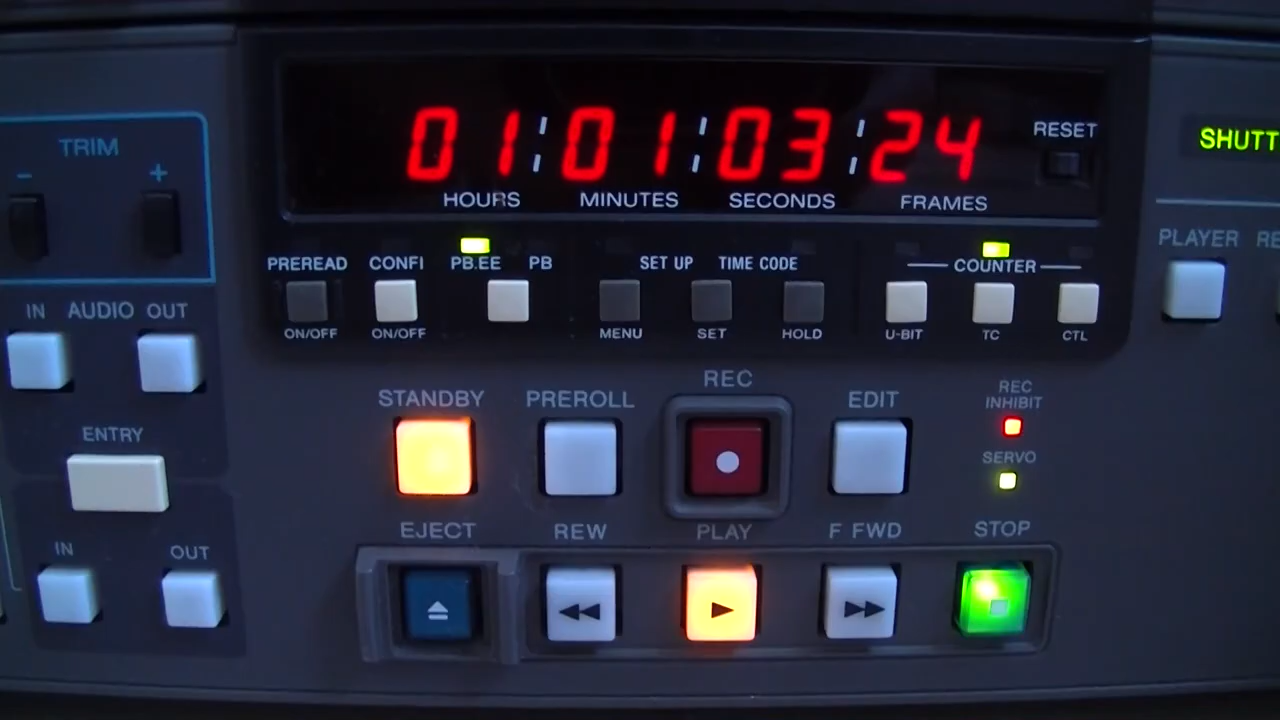 01:01:03:24
HOURS MINUTES SECONDS FRAMES
RESET
SHUTT
TRIM
- +
IN AUDIO OUT
ENTRY
IN OUT
PREREAD CONFI PB.EE PB SET UP TIME CODE COUNTER
ON/OFF ON/OFF MENU SET HOLD U-BIT TC CTL
PLAYER RE
STANDBY PREROLL REC EDIT
REC
INHIBIT
SERVO
EJECT REW PLAY F FWD STOP